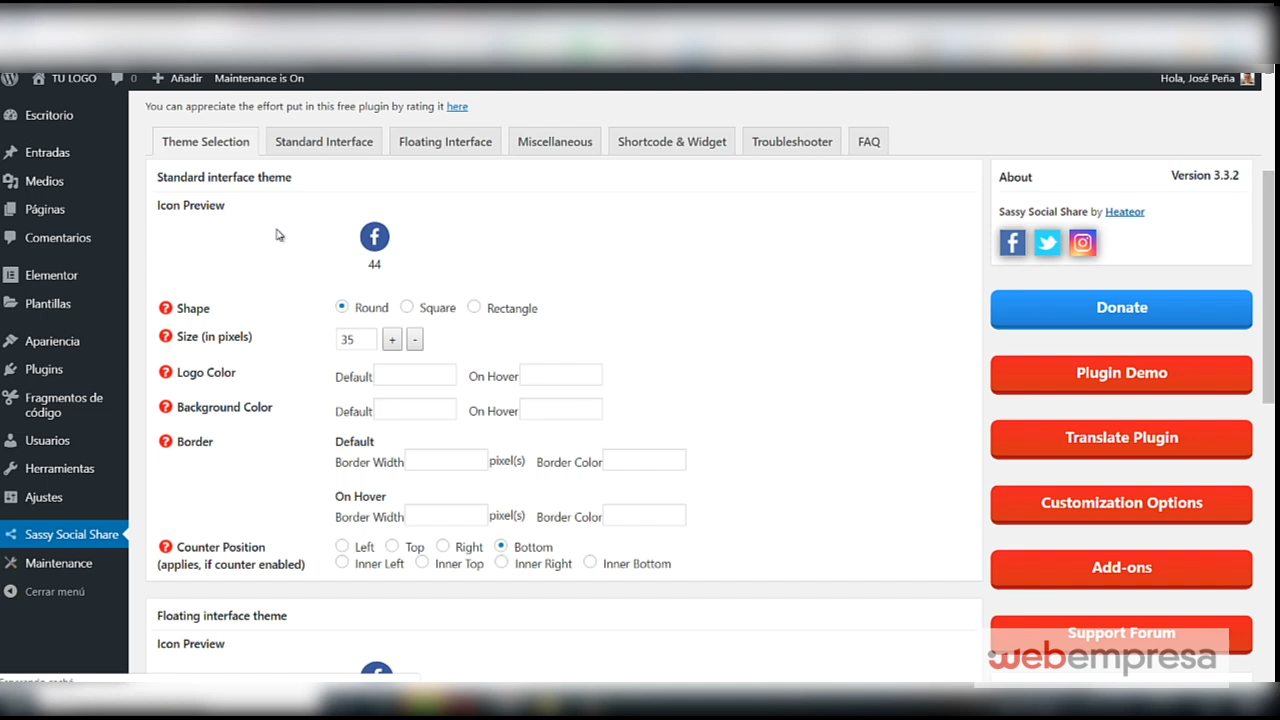 TU LOGO
0
Añadir
Maintenance is On
Hola, José Peña
Escritorio
Entradas
Medios
Páginas
Comentarios
Elementor
Plantillas
Apariencia
Plugins
Fragmentos de
código
Usuarios
Herramientas
Ajustes
Sassy Social Share
Maintenance
Cerrar menú
You can appreciate the effort put in this free plugin by rating it here
Theme Selection
Standard Interface
Floating Interface
Miscellaneous
Shortcode & Widget
Troubleshooter
FAQ
Standard interface theme
Icon Preview
44
Shape
Round
Square
Rectangle
Size (in pixels)
35
+
-
Logo Color
Default
On Hover
Background Color
Default
On Hover
Border
Default
Border Width
pixel(s)
Border Color
On Hover
Border Width
pixel(s)
Border Color
Counter Position
(applies, if counter enabled)
Left
Top
Right
Bottom
Inner Left
Inner Top
Inner Right
Inner Bottom
Floating interface theme
Icon Preview
About
Version 3.3.2
Sassy Social Share by Heateor
Donate
Plugin Demo
Translate Plugin
Customization Options
Add-ons
Support Forum
webempresa